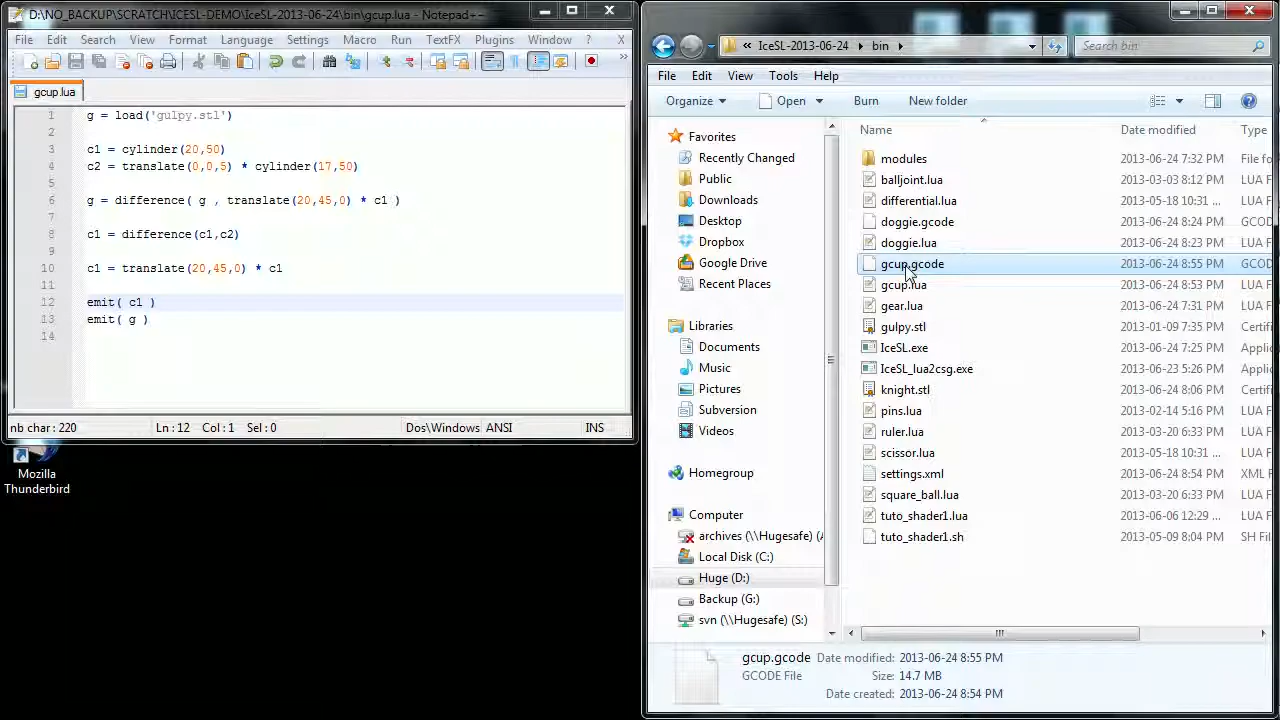 D:\NO_BACKUP\SCRATCH\ICESL-DEMO\IceSL-2013-06-24\bin\gcup.lua - Notepad++
File Edit Search View Format Language Settings Macro Run TextFX Plugins Window ? X
gcup.lua
1 g = load('gulpy.stl')
2
3 c1 = cylinder(20,50)
4 c2 = translate(0,0,5) * cylinder(17,50)
5
6 g = difference( g , translate(20,45,0) * c1 )
7
8 c1 = difference(c1,c2)
9
10 c1 = translate(20,45,0) * c1
11
12 emit( c1 )
13 emit( g )
14
nb char : 220 Ln : 12 Col : 1 Sel : 0 Dos\Windows ANSI INS
Mozilla
Thunderbird
« IceSL-2013-06-24 ▸ bin ▸ Search bin
File Edit View Tools Help
Organize Open Burn New folder
Name Date modified Type
Favorites
Recently Changed
Public
Downloads
Desktop
Dropbox
Google Drive
Recent Places
Libraries
Documents
Music
Pictures
Subversion
Videos
Homegroup
Computer
archives (\\Hugesafe) (A
Local Disk (C:)
Huge (D:)
Backup (G:)
svn (\\Hugesafe) (S:)
modules 2013-06-24 7:32 PM File fo
balljoint.lua 2013-03-03 8:12 PM LUA F
differential.lua 2013-05-18 10:31 ... LUA F
doggie.gcode 2013-06-24 8:24 PM GCOD
doggie.lua 2013-06-24 8:23 PM LUA F
gcup.gcode 2013-06-24 8:55 PM GCOD
gcup.lua 2013-06-24 8:53 PM LUA F
gear.lua 2013-06-24 7:31 PM LUA F
gulpy.stl 2013-01-09 7:35 PM Certifi
IceSL.exe 2013-06-24 7:25 PM Applic
IceSL_lua2csg.exe 2013-06-23 5:26 PM Applic
knight.stl 2013-06-24 8:06 PM Certifi
pins.lua 2013-02-14 5:16 PM LUA F
ruler.lua 2013-03-20 6:33 PM LUA F
scissor.lua 2013-05-18 10:31 ... LUA F
settings.xml 2013-06-24 8:54 PM XML F
square_ball.lua 2013-03-20 6:33 PM LUA F
tuto_shader1.lua 2013-06-06 12:29 ... LUA F
tuto_shader1.sh 2013-05-09 8:04 PM SH Fil
gcup.gcode Date modified: 2013-06-24 8:55 PM
GCODE File Size: 14.7 MB
Date created: 2013-06-24 8:54 PM